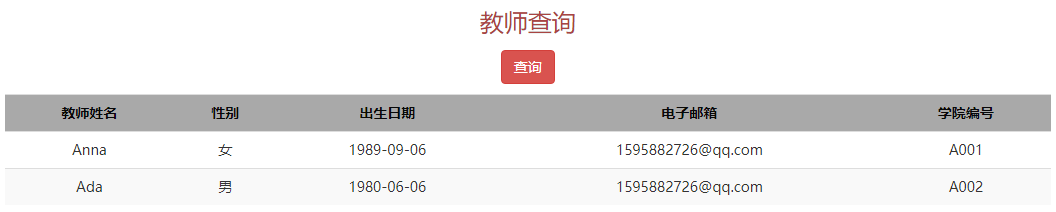 教师查询
查询
教师姓名 性别 出生日期 电子邮箱 学院编号
Anna 女 1989-09-06 1595882726@qq.com A001
Ada 男 1980-06-06 1595882726@qq.com A002